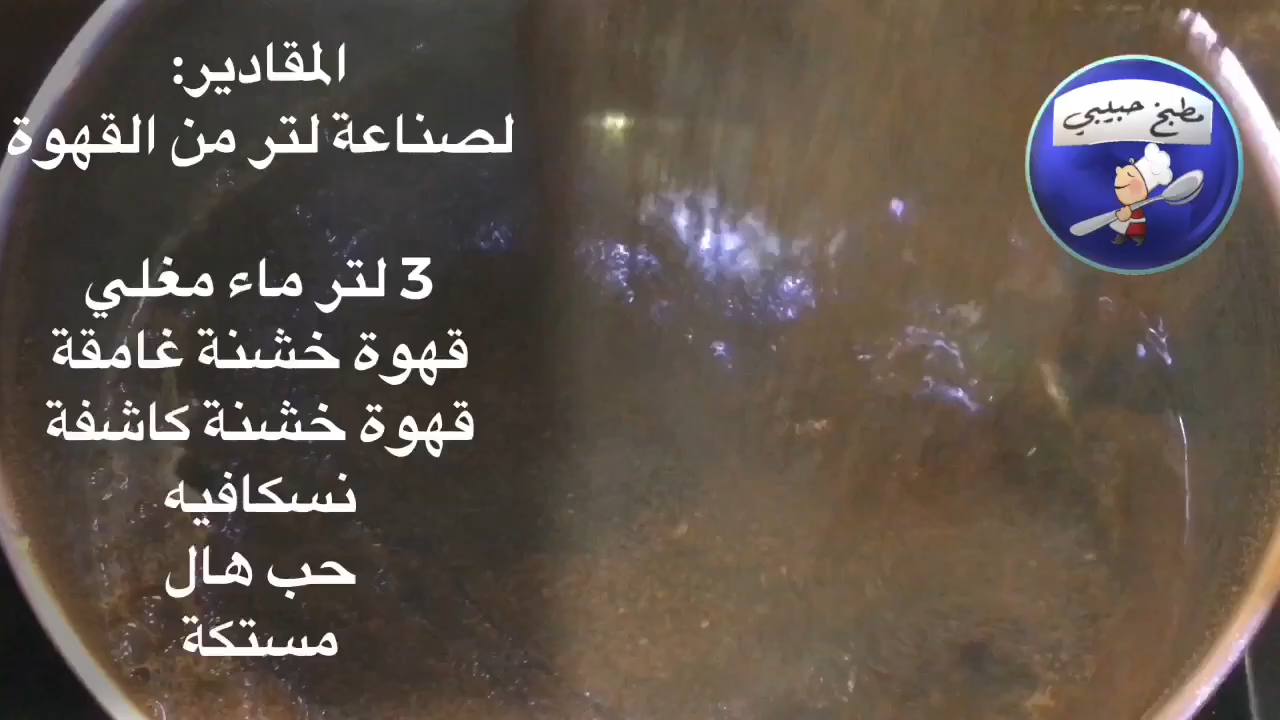 المقادير:
لصناعة لتر من القهوة
3 لتر ماء مغلي
قهوة خشنة غامقة
قهوة خشنة كاشفة
نسكافيه
حب هال
مستكة
مطبخ حبيبي